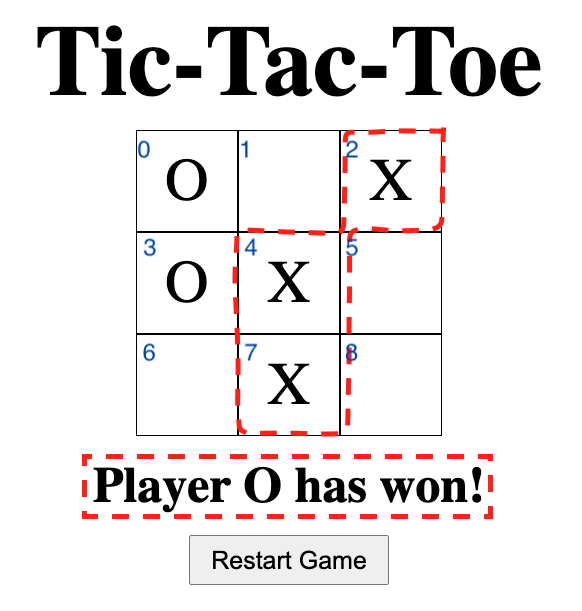 Tic-Tac-Toe
0 O 1 2 X
3 O 4 X 5
6 7 X 8
Player O has won!
Restart Game